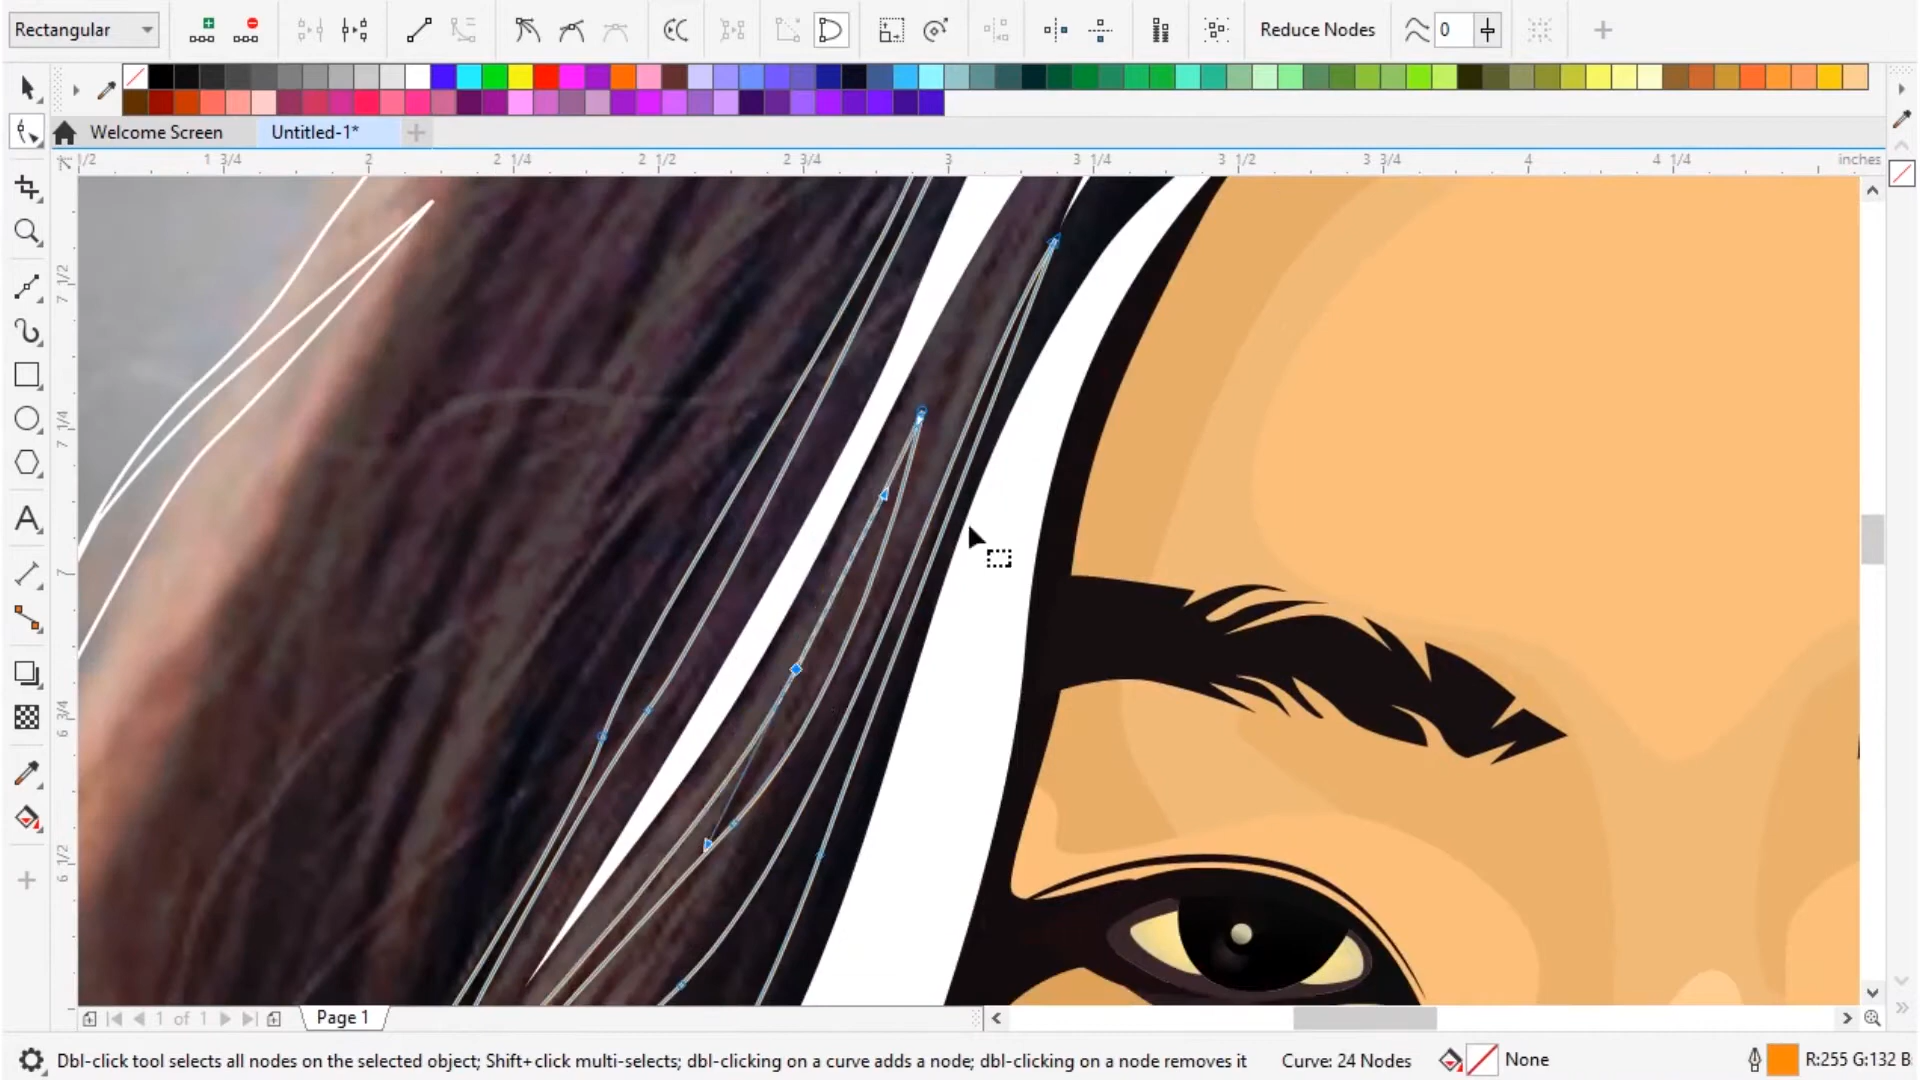 Rectangular
Reduce Nodes
0
Welcome Screen
Untitled-1*
1/2 1 3/4 2 2 1/4 2 1/2 2 3/4 3 3 1/4 3 1/2 3 3/4 4 4 1/4 inches
7 1/2
7 1/4
7
6 3/4
6 1/2
A
1 of 1
Page 1
Dbl-click tool selects all nodes on the selected object; Shift+click multi-selects; dbl-clicking on a curve adds a node; dbl-clicking on a node removes it
Curve: 24 Nodes
None
R:255 G:132 B